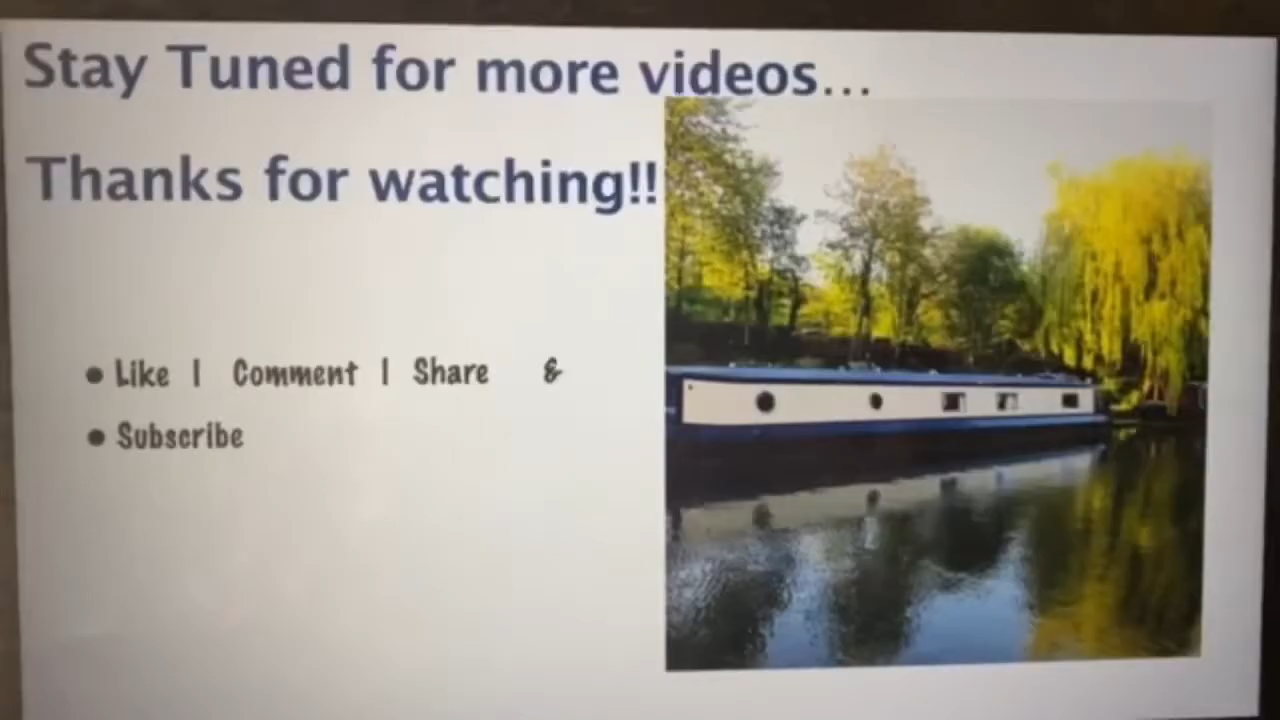 Stay Tuned for more videos...
Thanks for watching!!
• Like | Comment | Share &
• Subscribe